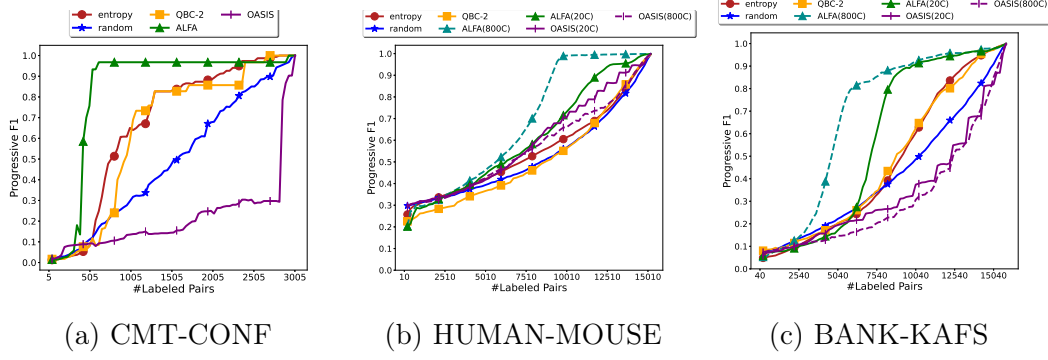 entropy QBC-2 OASIS
random ALFA
Progressive F1
1.0
0.9
0.8
0.7
0.6
0.5
0.4
0.3
0.2
0.1
0.0
5 505 1005 1505 2005 2505 3005
#Labeled Pairs
(a) CMT-CONF
entropy QBC-2 ALFA(20C) OASIS(800C)
random ALFA(800C) OASIS(20C)
Progressive F1
1.0
0.9
0.8
0.7
0.6
0.5
0.4
0.3
0.2
0.1
0.0
10 2510 5010 7510 10010 12510 15010
#Labeled Pairs
(b) HUMAN-MOUSE
entropy QBC-2 ALFA(20C) OASIS(800C)
random ALFA(800C) OASIS(20C)
Progressive F1
1.0
0.9
0.8
0.7
0.6
0.5
0.4
0.3
0.2
0.1
0.0
40 2540 5040 7540 10040 12540 15040
#Labeled Pairs
(c) BANK-KAFS